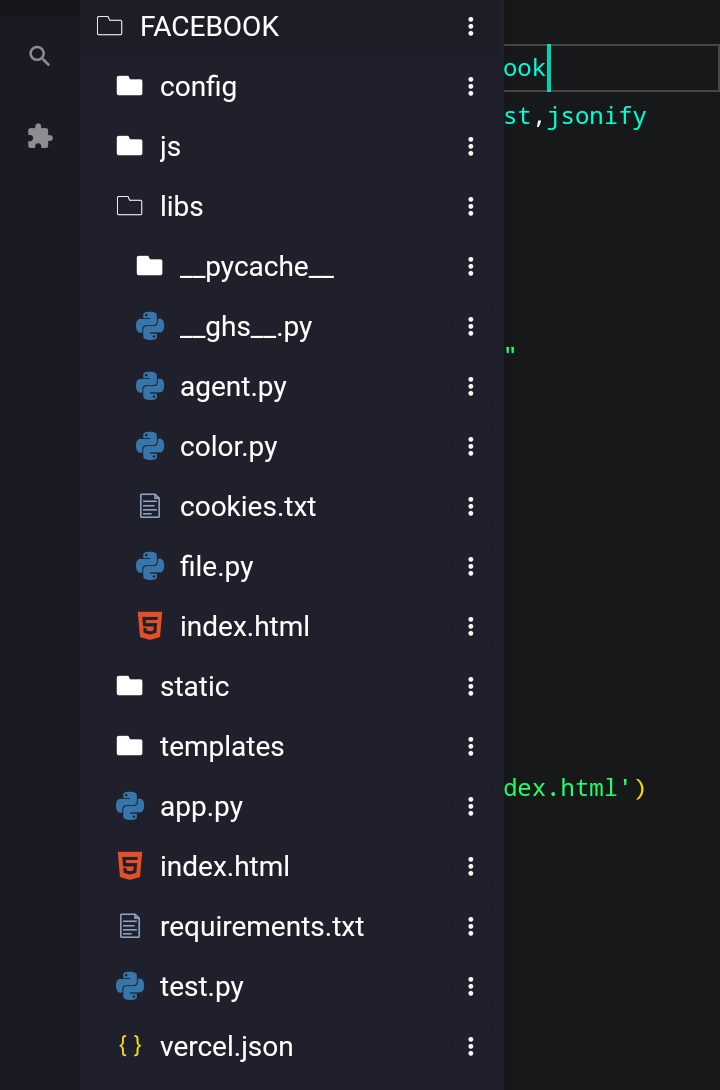 FACEBOOK
config
ook
js
st,jsonify
libs
__pycache__
__ghs__.py
"
agent.py
color.py
cookies.txt
file.py
index.html
static
templates
dex.html')
app.py
index.html
requirements.txt
test.py
{ } vercel.json